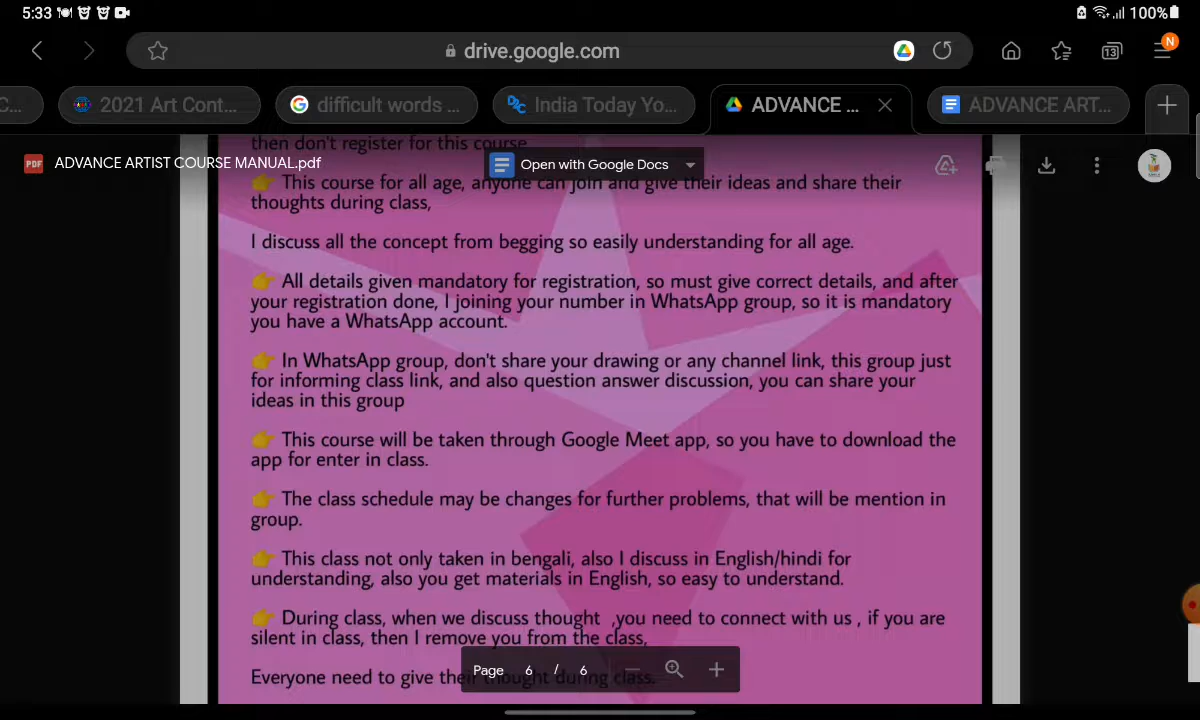 5:33 100%
drive.google.com 13 N
C... 2021 Art Cont... difficult words ... India Today Yo... ADVANCE ... ADVANCE ART...
then don't register for this course
PDF ADVANCE ARTIST COURSE MANUAL.pdf Open with Google Docs
👉 This course for all age, anyone can join and give their ideas and share their
thoughts during class,
I discuss all the concept from begging so easily understanding for all age.
👉 All details given mandatory for registration, so must give correct details, and after
your registration done, I joining your number in WhatsApp group, so it is mandatory
you have a WhatsApp account.
👉 In WhatsApp group, don't share your drawing or any channel link, this group just
for informing class link, and also question answer discussion, you can share your
ideas in this group
👉 This course will be taken through Google Meet app, so you have to download the
app for enter in class.
👉 The class schedule may be changes for further problems, that will be mention in
group.
👉 This class not only taken in bengali, also I discuss in English/hindi for
understanding, also you get materials in English, so easy to understand.
👉 During class, when we discuss thought ,you need to connect with us , if you are
silent in class, then I remove you from the class,
Page 6 / 6
Everyone need to give their thought during class.